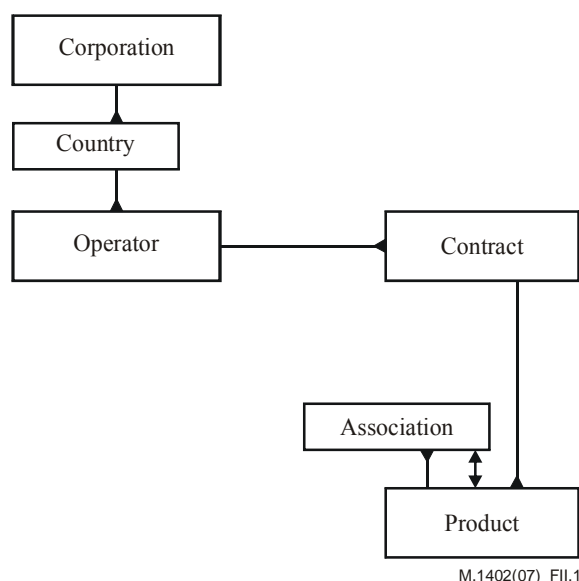 Corporation
Country
Operator
Contract
Association
Product
M.1402(07)_FII.1